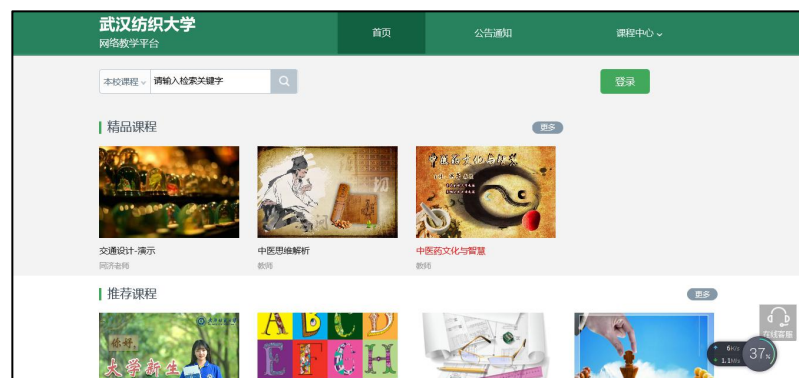 武汉纺织大学
网络教学平台
首页
公告通知
课程中心
本校课程
请输入检索关键字
登录
精品课程
更多
中医药文化与智慧
交通设计-演示
中医思维解析
中医药文化与智慧
同济老师
教师
教师
推荐课程
更多
你好,
大学新生
A B C D
E F G H
在线客服
6K/s
1.1M/s
37%